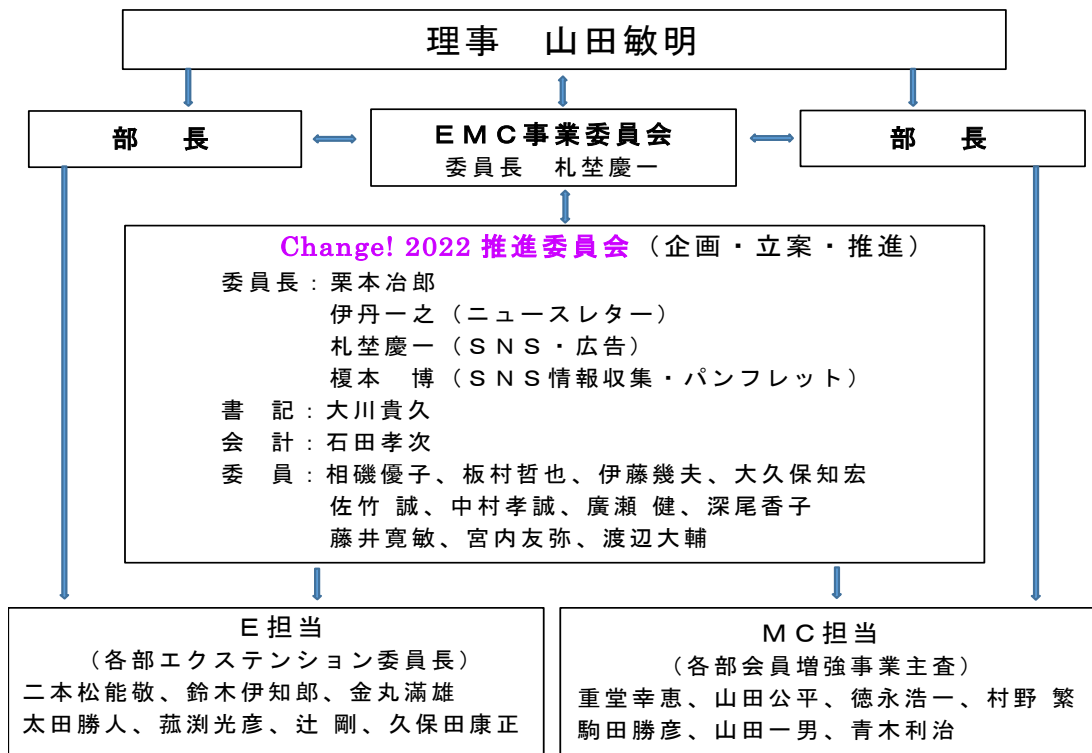 理事　山田敏明
部　長
ＥＭＣ事業委員会
委員長　札埜慶一
部　長
Change! 2022 推進委員会（企画・立案・推進）
委員長：栗本冶郎
伊丹一之（ニュースレター）
札埜慶一（ＳＮＳ・広告）
榎本　博（ＳＮＳ情報収集・パンフレット）
書　記：大川貴久
会　計：石田孝次
委　員：相磯優子、板村哲也、伊藤幾夫、大久保知宏
佐竹 誠、中村孝誠、廣瀬 健、深尾香子
藤井寛敏、宮内友弥、渡辺大輔
Ｅ担当
（各部エクステンション委員長）
二本松能敬、鈴木伊知郎、金丸満雄
太田勝人、菰渕光彦、辻 剛、久保田康正
ＭＣ担当
（各部会員増強事業主査）
重堂幸恵、山田公平、徳永浩一、村野 繁
駒田勝彦、山田一男、青木利治